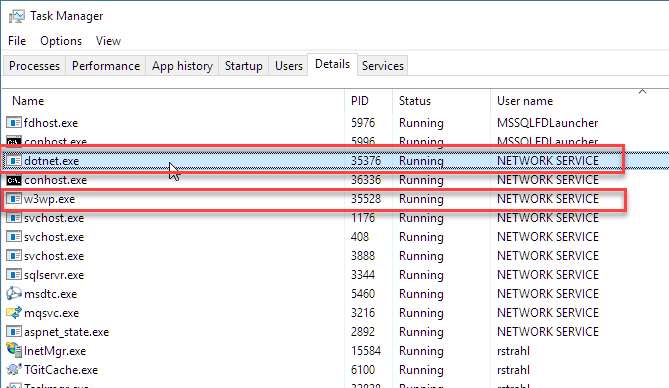 Task Manager
File Options View
Processes Performance App history Startup Users Details Services
Name PID Status User name
fdhost.exe 5976 Running MSSQLFDLauncher
conhost.exe 5996 Running MSSQLFDLauncher
dotnet.exe 35376 Running NETWORK SERVICE
conhost.exe 36336 Running NETWORK SERVICE
w3wp.exe 35528 Running NETWORK SERVICE
svchost.exe 1176 Running NETWORK SERVICE
svchost.exe 408 Running NETWORK SERVICE
svchost.exe 3888 Running NETWORK SERVICE
sqlservr.exe 3344 Running NETWORK SERVICE
msdtc.exe 5460 Running NETWORK SERVICE
mqsvc.exe 3216 Running NETWORK SERVICE
aspnet_state.exe 2892 Running NETWORK SERVICE
InetMgr.exe 15584 Running rstrahl
TGitCache.exe 6100 Running rstrahl
Taskmgr.exe Running rstrahl